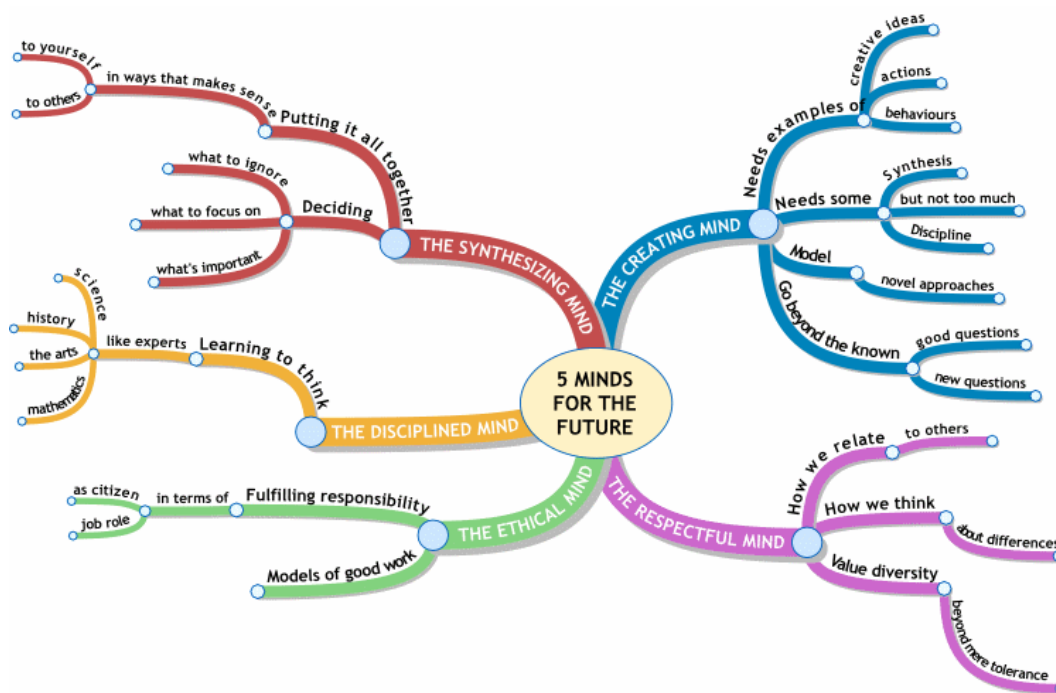 5 MINDS
FOR THE
FUTURE
THE CREATING MIND
Needs examples of
creative ideas
actions
behaviours
Needs some
Synthesis
but not too much
Discipline
Model
novel approaches
Go beyond the known
good questions
new questions
THE RESPECTFUL MIND
How we relate
to others
How we think
about differences
Value diversity
beyond mere tolerance
THE ETHICAL MIND
Fulfilling responsibility
in terms of
as citizen
job role
Models of good work
THE DISCIPLINED MIND
Learning to think
like experts
science
history
the arts
mathematics
THE SYNTHESIZING MIND
Putting it all together
in ways that makes sense
to yourself
to others
Deciding
what to ignore
what to focus on
what's important